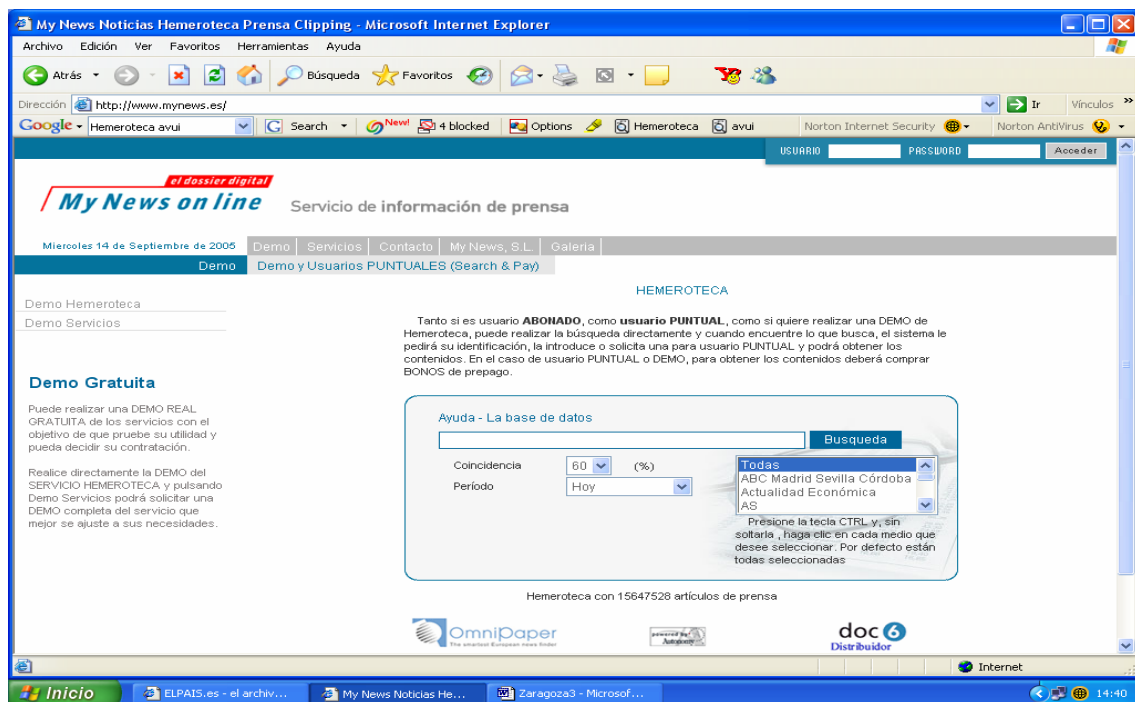 My News Noticias Hemeroteca Prensa Clipping - Microsoft Internet Explorer
Archivo Edición Ver Favoritos Herramientas Ayuda
Atrás Búsqueda Favoritos
Dirección http://www.mynews.es/ Ir Vínculos »
Google Hemeroteca avui Search New! 4 blocked Options Hemeroteca avui Norton Internet Security Norton AntiVirus
USUARIO PASSWORD Acceder
el dossier digital
My News on line Servicio de información de prensa
Miercoles 14 de Septiembre de 2005 Demo Servicios Contacto My News, S.L. Galeria
Demo Demo y Usuarios PUNTUALES (Search & Pay)
Demo Hemeroteca
Demo Servicios
Demo Gratuita
Puede realizar una DEMO REAL
GRATUITA de los servicios con el
objetivo de que pruebe su utilidad y
pueda decidir su contratación.
Realice directamente la DEMO del
SERVICIO HEMEROTECA y pulsando
Demo Servicios podrá solicitar una
DEMO completa del servicio que
mejor se ajuste a sus necesidades.
HEMEROTECA
Tanto si es usuario ABONADO, como usuario PUNTUAL, como si quiere realizar una DEMO de
Hemeroteca, puede realizar la búsqueda directamente y cuando encuentre lo que busca, el sistema le
pedirá su identificación, la introduce o solicita una para usuario PUNTUAL y podrá obtener los
contenidos. En el caso de usuario PUNTUAL o DEMO, para obtener los contenidos deberá comprar
BONOS de prepago.
Ayuda - La base de datos
Busqueda
Coincidencia 60 (%)
Período Hoy
Todas
ABC Madrid Sevilla Córdoba
Actualidad Económica
AS
Presione la tecla CTRL y, sin
soltarla , haga clic en cada medio que
desee seleccionar. Por defecto están
todas seleccionadas
Hemeroteca con 15647528 artículos de prensa
OmniPaper
The smartest European news finder
powered by Autonomy
doc 6
Distribuidor
Internet
Inicio ELPAIS.es - el archiv... My News Noticias He... Zaragoza3 - Microsof... 14:40